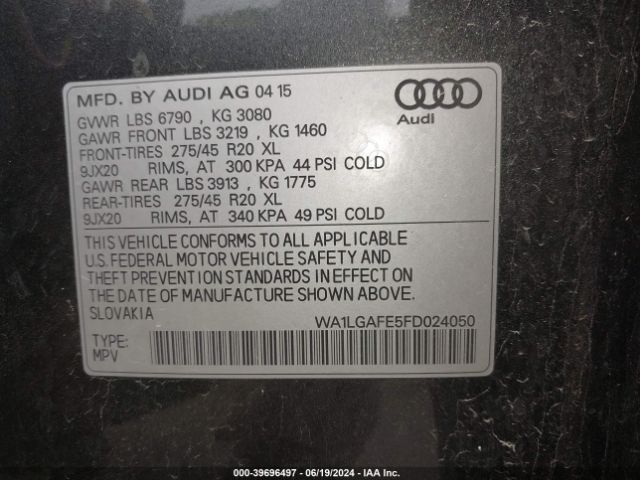 MFD. BY AUDI AG 04 15
GVWR LBS 6790 , KG 3080
GAWR FRONT LBS 3219 , KG 1460
FRONT-TIRES 275/45 R20 XL
9JX20 RIMS, AT 300 KPA 44 PSI COLD
GAWR REAR LBS 3913 , KG 1775
REAR-TIRES 275/45 R20 XL
9JX20 RIMS, AT 340 KPA 49 PSI COLD
Audi
THIS VEHICLE CONFORMS TO ALL APPLICABLE
U.S. FEDERAL MOTOR VEHICLE SAFETY AND
THEFT PREVENTION STANDARDS IN EFFECT ON
THE DATE OF MANUFACTURE SHOWN ABOVE.
SLOVAKIA
WA1LGAFE5FD024050
TYPE:
MPV
000-39696497 - 06/19/2024 - IAA Inc.